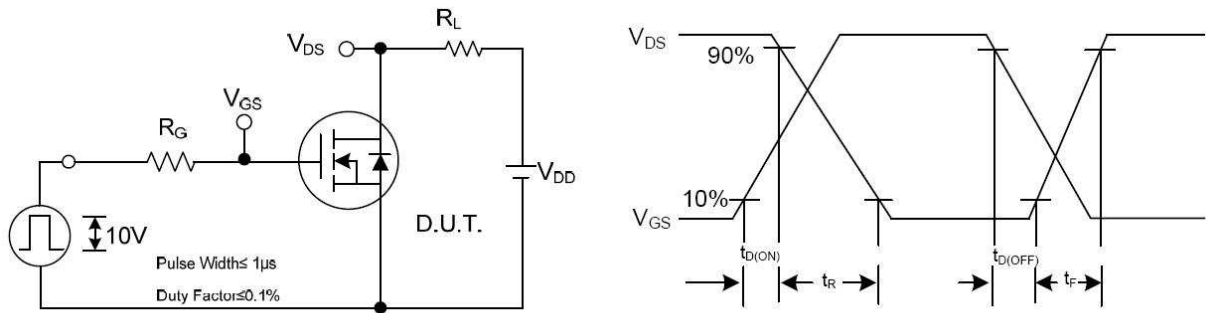 V_DS
R_L
V_GS
R_G
V_DD
D.U.T.
10V
Pulse Width≤ 1μs
Duty Factor≤0.1%
V_DS
90%
10%
V_GS
t_D(ON)
t_R
t_D(OFF)
t_F